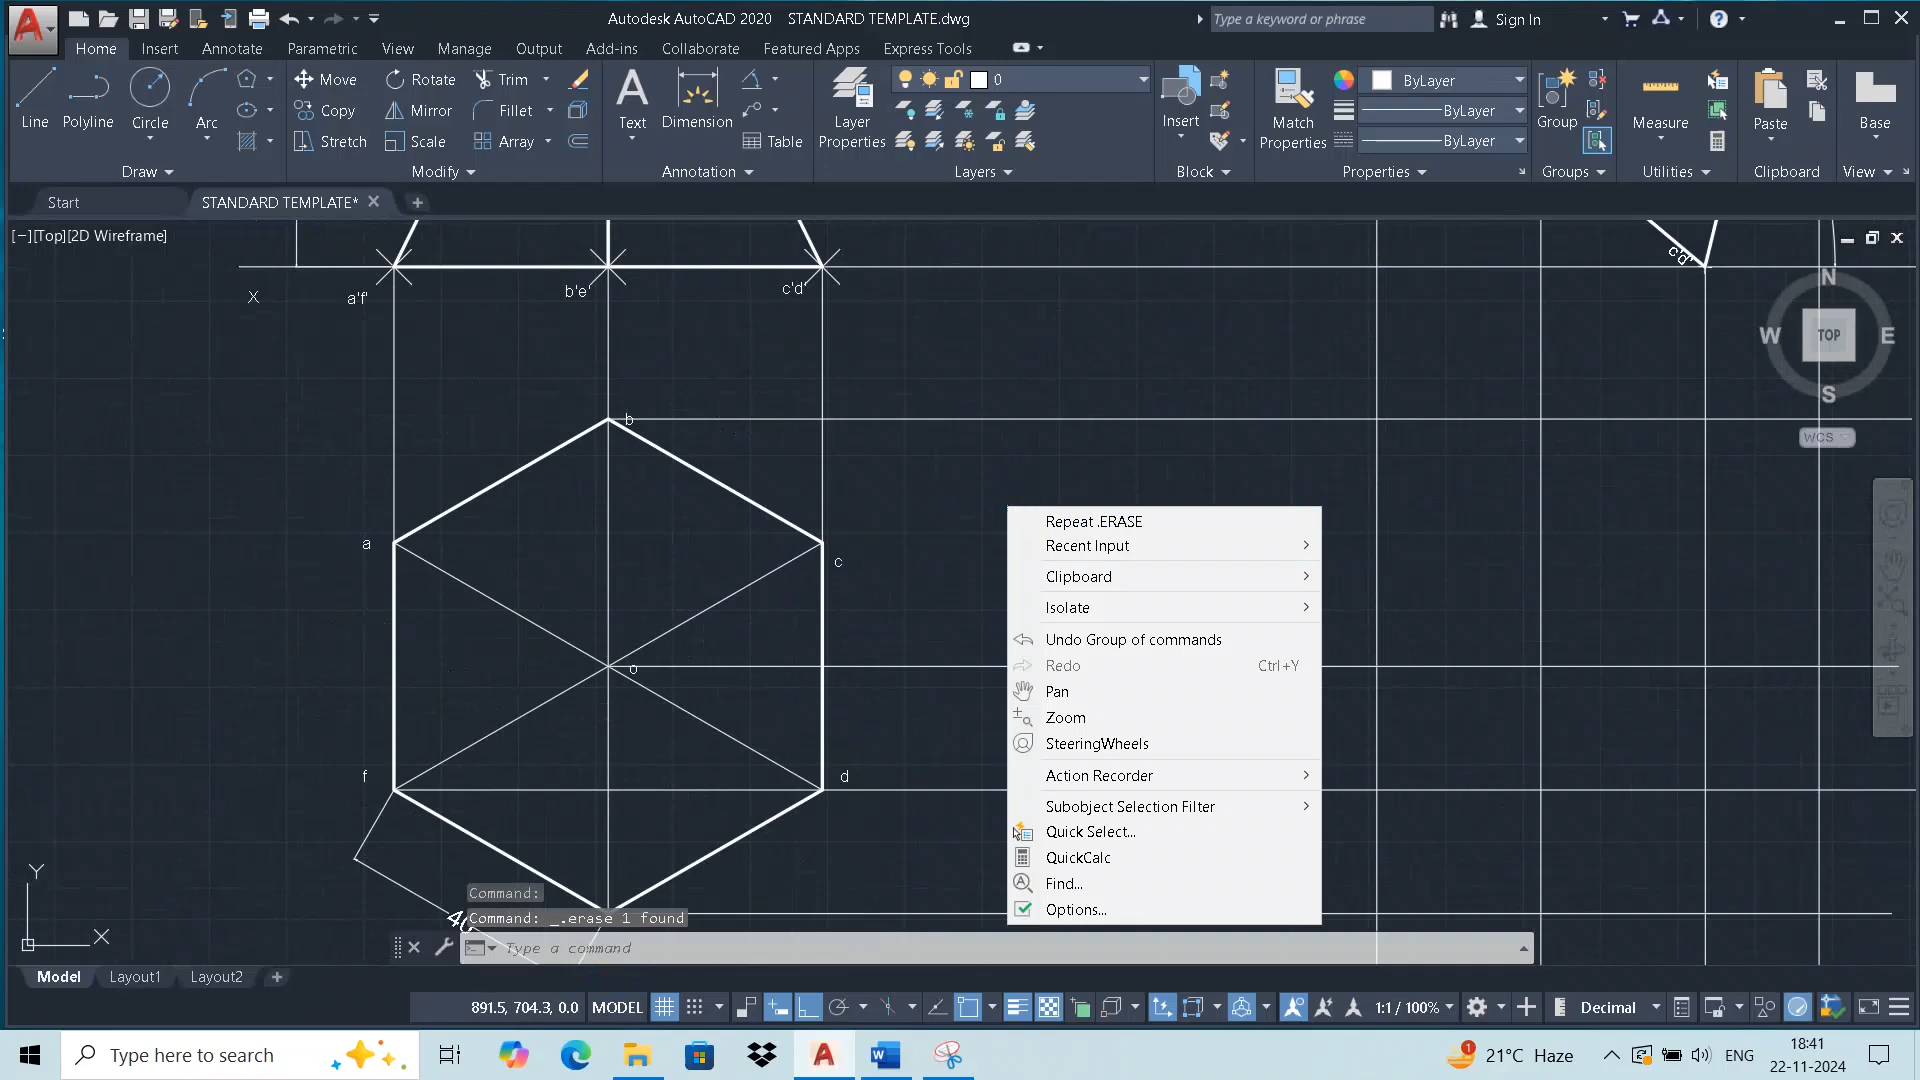 Autodesk AutoCAD 2020 STANDARD TEMPLATE.dwg
Type a keyword or phrase
Sign In
Home Insert Annotate Parametric View Manage Output Add-ins Collaborate Featured Apps Express Tools
Line Polyline Circle Arc
Move Rotate Trim
Copy Mirror Fillet
Stretch Scale Array
Text Dimension Table
Layer Properties
0
Insert
Match Properties
ByLayer
ByLayer
ByLayer
Group
Measure
Paste
Base
Draw Modify Annotation Layers Block Properties Groups Utilities Clipboard View
Start STANDARD TEMPLATE*
[−][Top][2D Wireframe]
c'd'
X a'f' b'e' c'd'
N
W TOP E
S
WCS
b
a
c
o
f
d
Repeat .ERASE
Recent Input
Clipboard
Isolate
Undo Group of commands
Redo Ctrl+Y
Pan
Zoom
SteeringWheels
Action Recorder
Subobject Selection Filter
Quick Select...
QuickCalc
Find...
Options...
Y
X
Command:
Command: _.erase 1 found
Type a command
Model Layout1 Layout2
891.5, 704.3, 0.0 MODEL 1:1 / 100% Decimal
Type here to search
1
21°C Haze
ENG
18:41
22-11-2024